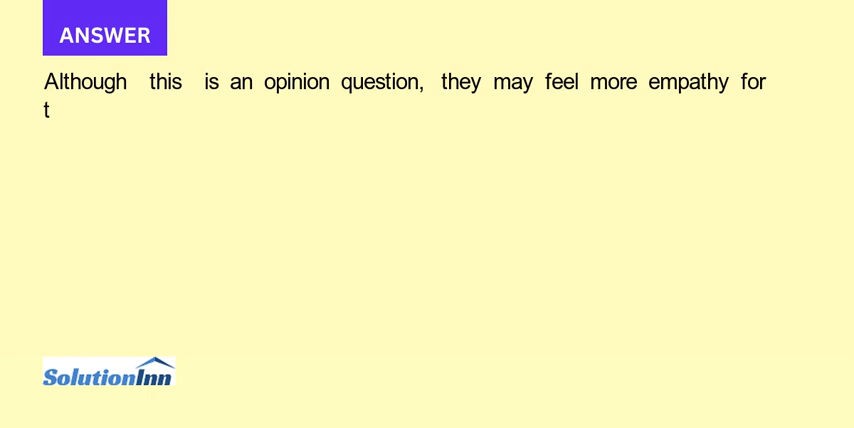 ANSWER
Although this is an opinion question, they may feel more empathy for
t
SolutionInn